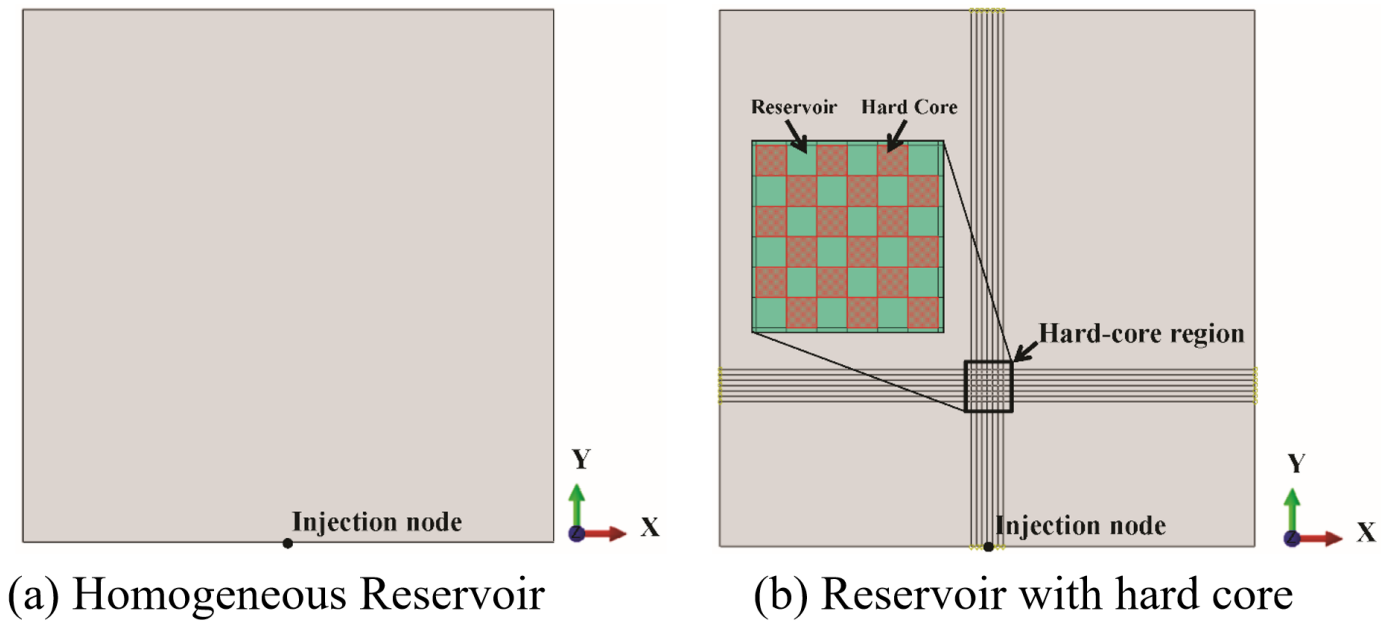 Injection node
Y
X
Z
(a) Homogeneous Reservoir
Reservoir
Hard Core
Hard-core region
Injection node
Y
X
Z
(b) Reservoir with hard core